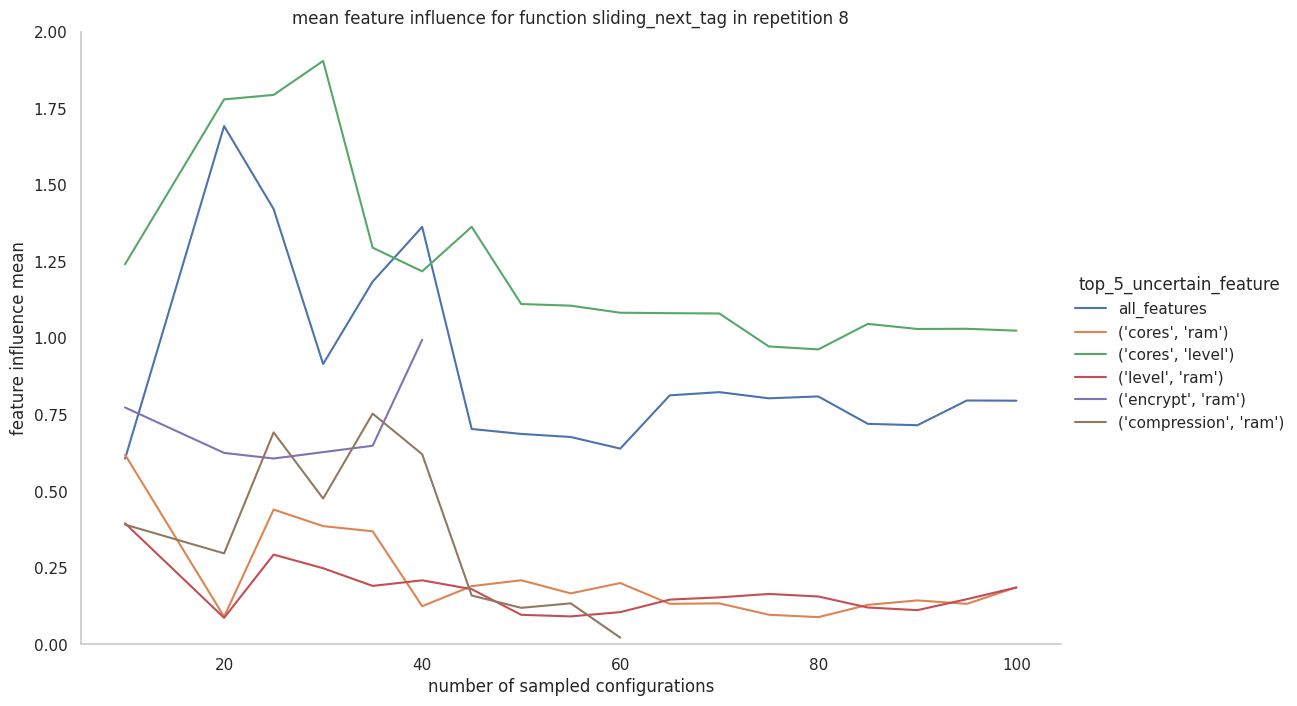 mean feature influence for function sliding_next_tag in repetition 8
2.00
1.75
1.50
1.25
1.00
0.75
0.50
0.25
0.00
feature influence mean
20
40
60
80
100
number of sampled configurations
top_5_uncertain_feature
all_features
('cores', 'ram')
('cores', 'level')
('level', 'ram')
('encrypt', 'ram')
('compression', 'ram')